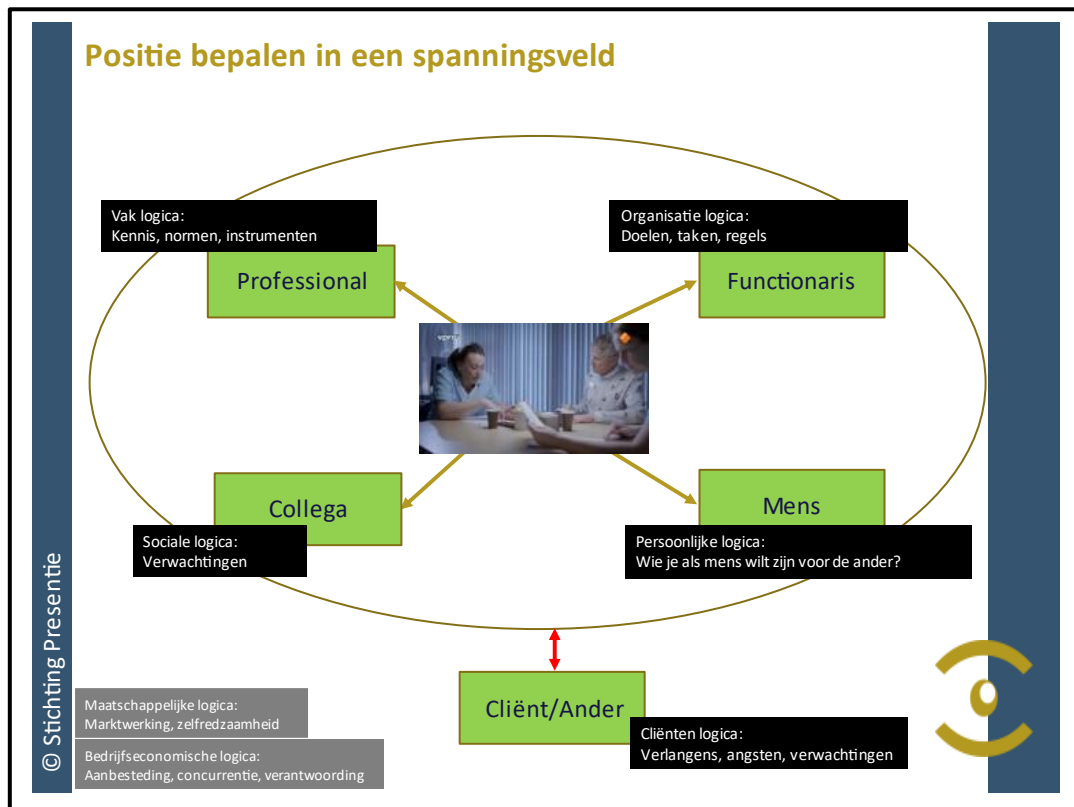 Positie bepalen in een spanningsveld
Vak logica:
Kennis, normen, instrumenten
Professional
Organisatie logica:
Doelen, taken, regels
Functionaris
Collega
Sociale logica:
Verwachtingen
Mens
Persoonlijke logica:
Wie je als mens wilt zijn voor de ander?
Cliënt/Ander
Cliënten logica:
Verlangens, angsten, verwachtingen
Maatschappelijke logica:
Marktwerking, zelfredzaamheid
Bedrijfseconomische logica:
Aanbesteding, concurrentie, verantwoording
© Stichting Presentie